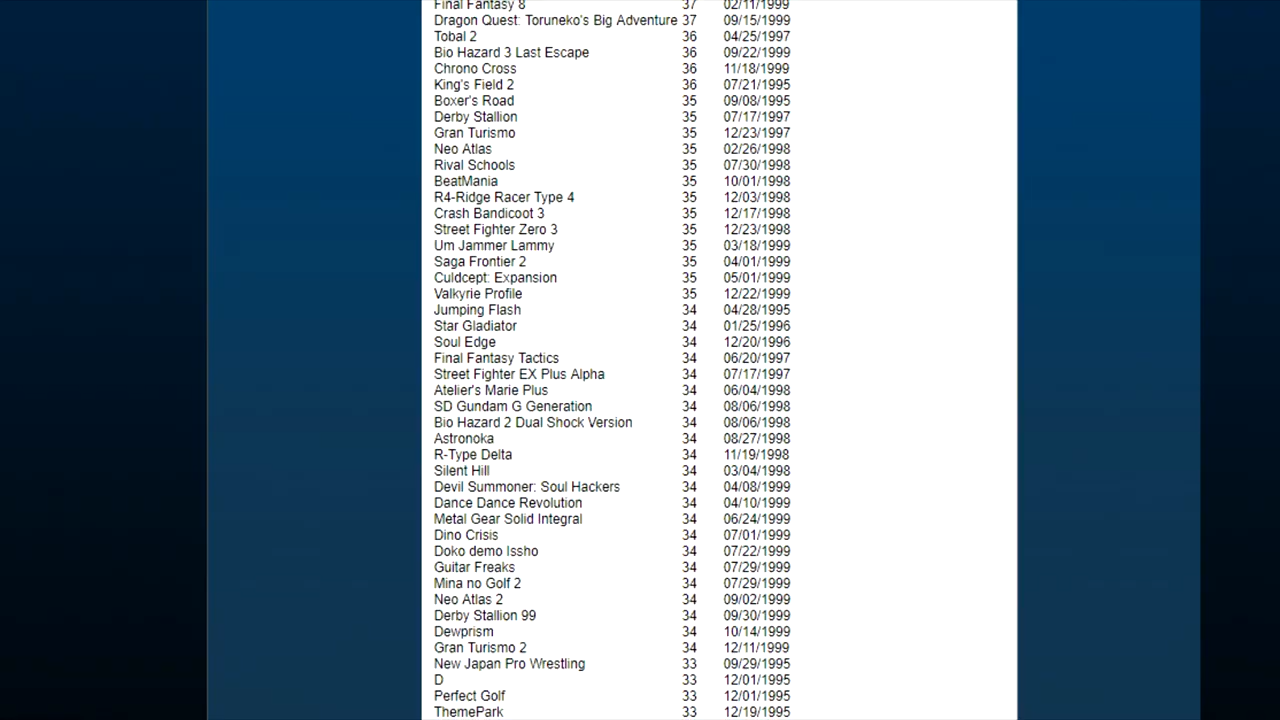 Final Fantasy 8 37 02/11/1999
Dragon Quest: Toruneko's Big Adventure 37 09/15/1999
Tobal 2 36 04/25/1997
Bio Hazard 3 Last Escape 36 09/22/1999
Chrono Cross 36 11/18/1999
King's Field 2 36 07/21/1995
Boxer's Road 35 09/08/1995
Derby Stallion 35 07/17/1997
Gran Turismo 35 12/23/1997
Neo Atlas 35 02/26/1998
Rival Schools 35 07/30/1998
BeatMania 35 10/01/1998
R4-Ridge Racer Type 4 35 12/03/1998
Crash Bandicoot 3 35 12/17/1998
Street Fighter Zero 3 35 12/23/1998
Um Jammer Lammy 35 03/18/1999
Saga Frontier 2 35 04/01/1999
Culdcept: Expansion 35 05/01/1999
Valkyrie Profile 35 12/22/1999
Jumping Flash 34 04/28/1995
Star Gladiator 34 01/25/1996
Soul Edge 34 12/20/1996
Final Fantasy Tactics 34 06/20/1997
Street Fighter EX Plus Alpha 34 07/17/1997
Atelier's Marie Plus 34 06/04/1998
SD Gundam G Generation 34 08/06/1998
Bio Hazard 2 Dual Shock Version 34 08/06/1998
Astronoka 34 08/27/1998
R-Type Delta 34 11/19/1998
Silent Hill 34 03/04/1998
Devil Summoner: Soul Hackers 34 04/08/1999
Dance Dance Revolution 34 04/10/1999
Metal Gear Solid Integral 34 06/24/1999
Dino Crisis 34 07/01/1999
Doko demo Issho 34 07/22/1999
Guitar Freaks 34 07/29/1999
Mina no Golf 2 34 07/29/1999
Neo Atlas 2 34 09/02/1999
Derby Stallion 99 34 09/30/1999
Dewprism 34 10/14/1999
Gran Turismo 2 34 12/11/1999
New Japan Pro Wrestling 33 09/29/1995
D 33 12/01/1995
Perfect Golf 33 12/01/1995
ThemePark 33 12/19/1995